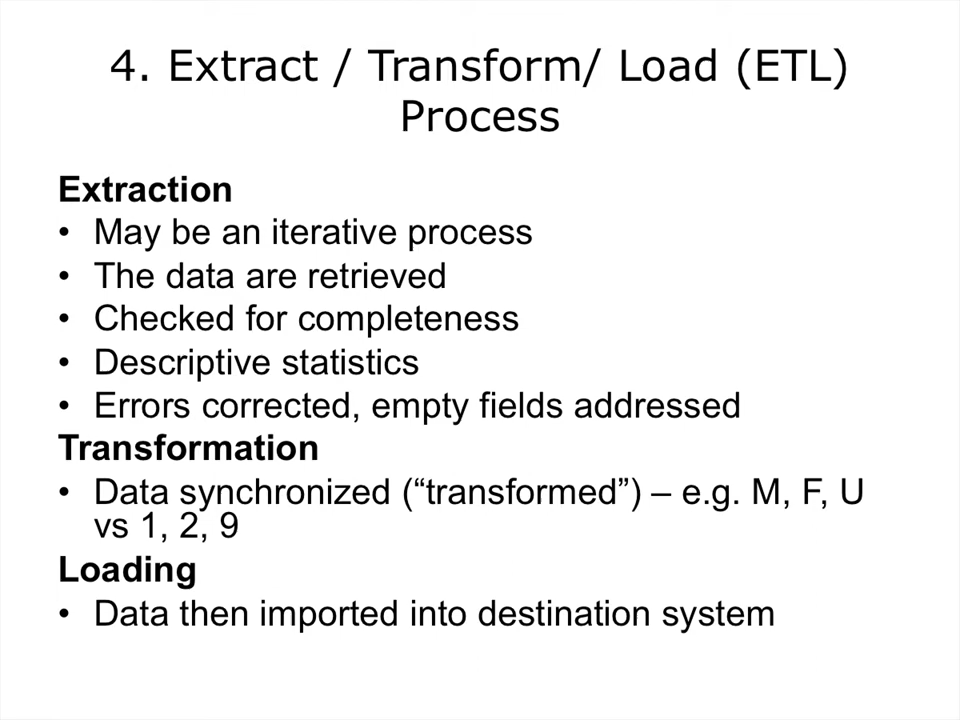 4. Extract / Transform/ Load (ETL)
Process
Extraction
• May be an iterative process
• The data are retrieved
• Checked for completeness
• Descriptive statistics
• Errors corrected, empty fields addressed
Transformation
• Data synchronized (“transformed”) – e.g. M, F, U
vs 1, 2, 9
Loading
• Data then imported into destination system